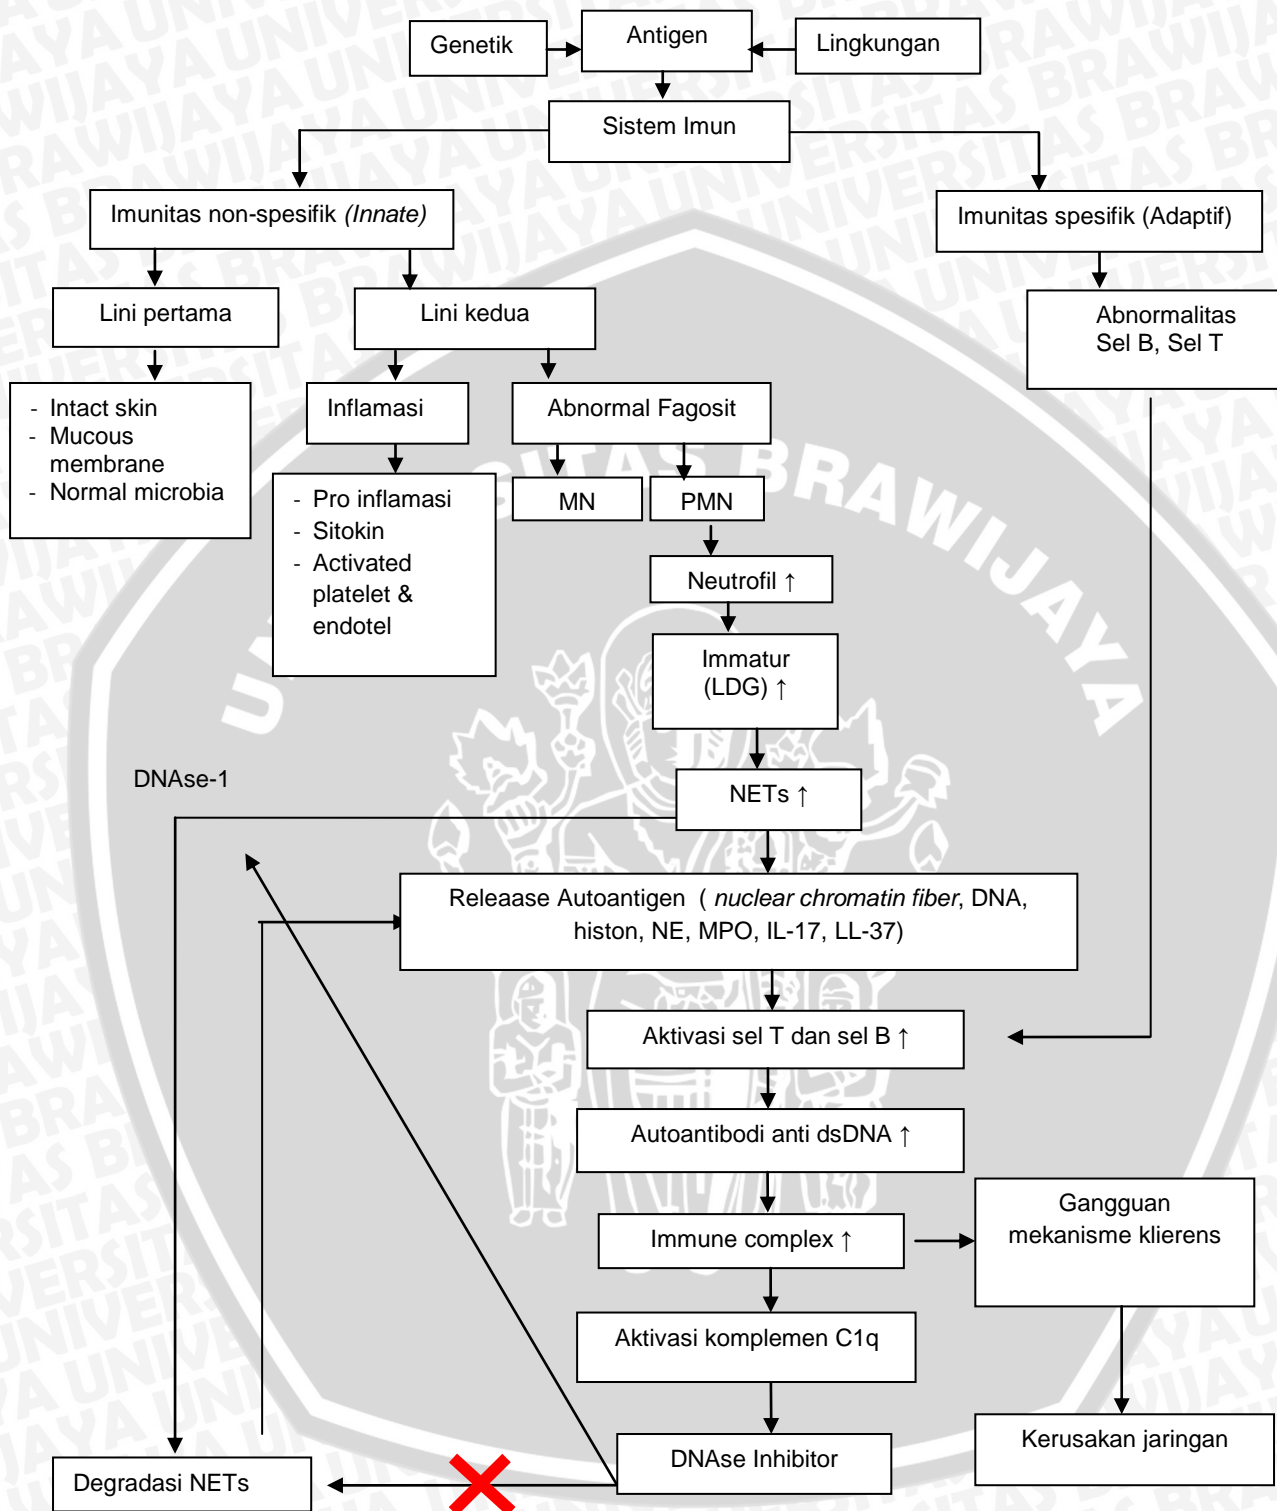 Genetik
Antigen
Lingkungan
Sistem Imun
Imunitas non-spesifik (Innate)
Imunitas spesifik (Adaptif)
Lini pertama
Lini kedua
Abnormalitas
Sel B, Sel T
- Intact skin
- Mucous
membrane
- Normal microbia
Inflamasi
Abnormal Fagosit
- Pro inflamasi
- Sitokin
- Activated
platelet &
endotel
MN
PMN
Neutrofil ↑
Immatur
(LDG) ↑
DNAse-1
NETs ↑
Releaase Autoantigen ( nuclear chromatin fiber, DNA,
histon, NE, MPO, IL-17, LL-37)
Aktivasi sel T dan sel B ↑
Autoantibodi anti dsDNA ↑
Immune complex ↑
Gangguan
mekanisme klierens
Aktivasi komplemen C1q
DNAse Inhibitor
Kerusakan jaringan
Degradasi NETs